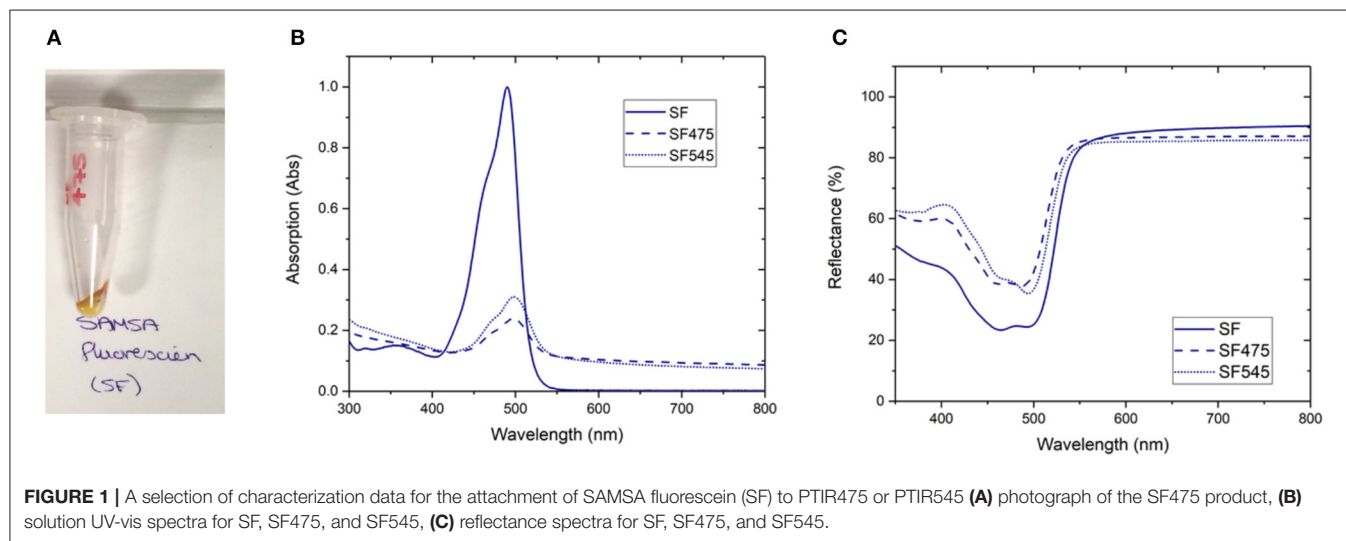 A
B
C
++S
SAMSA
fluorescien
(SF)
1.0
0.8
0.6
0.4
0.2
0.0
300
400
500
600
700
800
Absorption (Abs)
Wavelength (nm)
SF
SF475
SF545
100
80
60
40
20
0
400
500
600
700
800
Reflectance (%)
Wavelength (nm)
SF
SF475
SF545
FIGURE 1 | A selection of characterization data for the attachment of SAMSA fluorescein (SF) to PTIR475 or PTIR545 (A) photograph of the SF475 product, (B)
solution UV-vis spectra for SF, SF475, and SF545, (C) reflectance spectra for SF, SF475, and SF545.